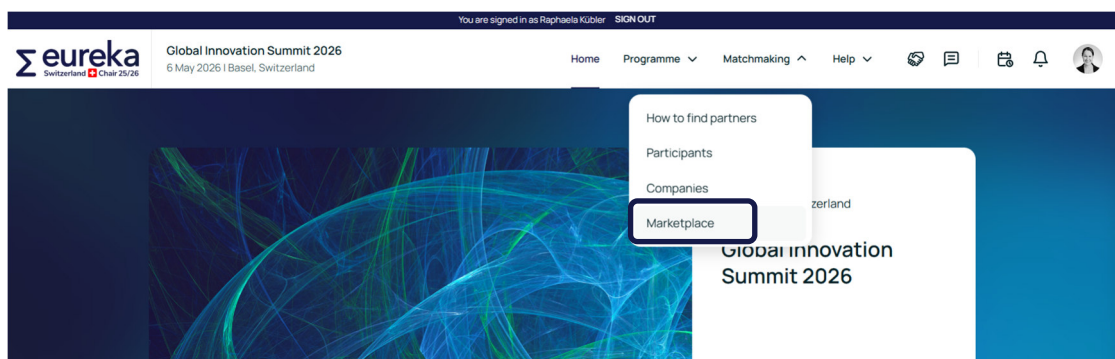 You are signed in as Raphaela Kübler SIGN OUT
eureka
Switzerland Chair 25/26
Global Innovation Summit 2026
6 May 2026 I Basel, Switzerland
Home Programme Matchmaking Help
How to find partners
Participants
Companies
Marketplace
zerland
Global Innovation
Summit 2026